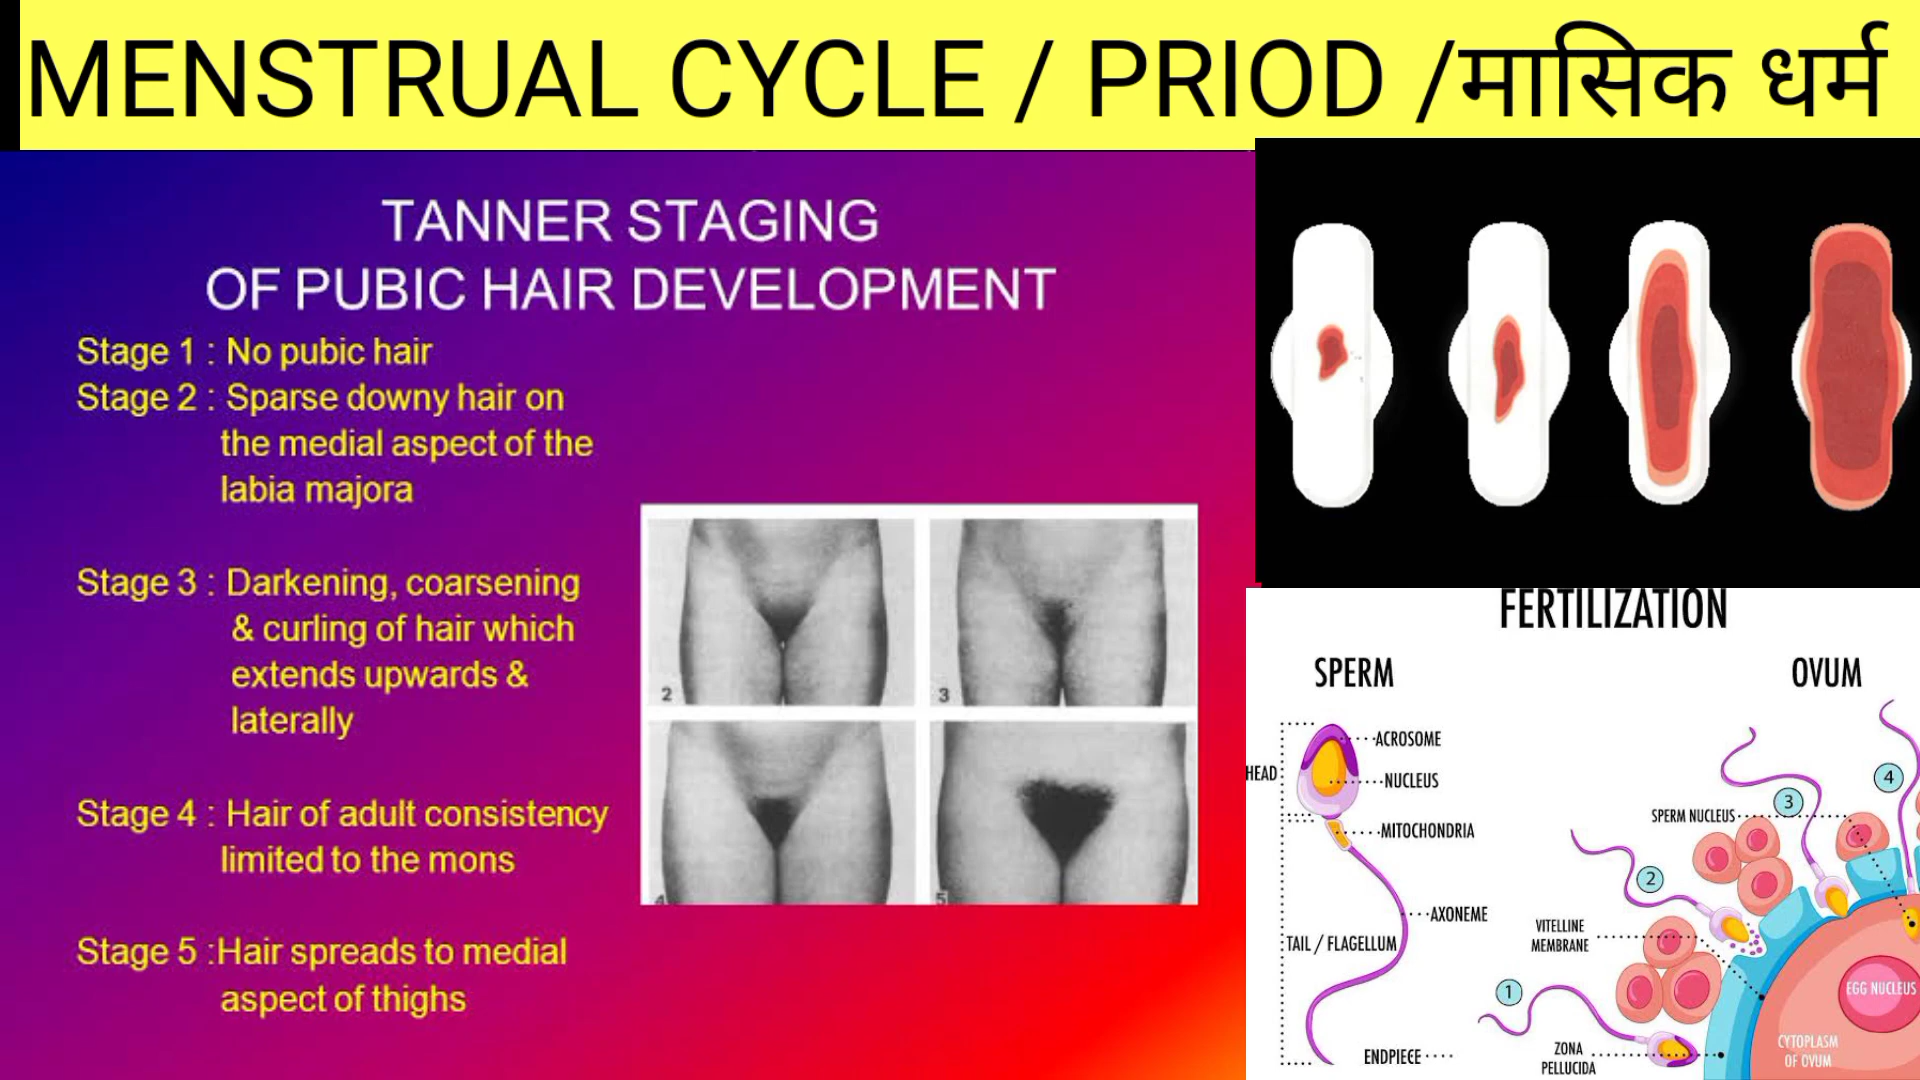 MENSTRUAL CYCLE / PRIOD /मासिक धर्म
TANNER STAGING
OF PUBIC HAIR DEVELOPMENT
Stage 1 : No pubic hair
Stage 2 : Sparse downy hair on
the medial aspect of the
labia majora
Stage 3 : Darkening, coarsening
& curling of hair which
extends upwards &
laterally
Stage 4 : Hair of adult consistency
limited to the mons
Stage 5 :Hair spreads to medial
aspect of thighs
2
3
4
5
FERTILIZATION
SPERM
OVUM
HEAD
ACROSOME
NUCLEUS
MITOCHONDRIA
AXONEME
TAIL / FLAGELLUM
ENDPIECE
4
3
SPERM NUCLEUS
2
VITELLINE
MEMBRANE
1
EGG NUCLEUS
CYTOPLASM
OF OVUM
ZONA
PELLUCIDA